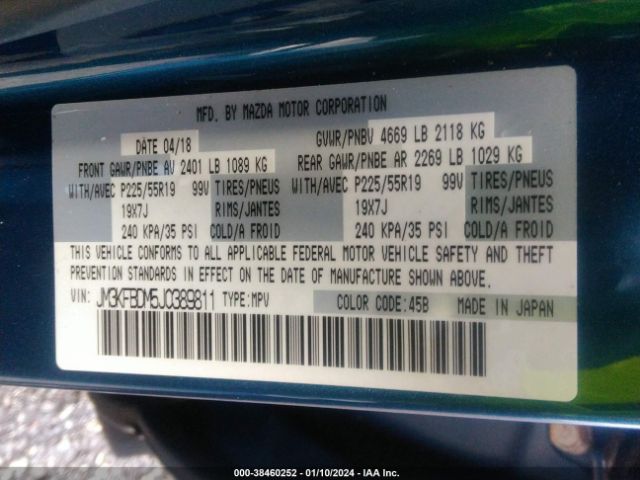 MFD. BY MAZDA MOTOR CORPORATION
DATE 04/18 GVWR/PNBV 4669 LB 2118 KG
FRONT GAWR/PNBE AV 2401 LB 1089 KG REAR GAWR/PNBE AR 2269 LB 1029 KG
WITH/AVEC P225/55R19 99V TIRES/PNEUS WITH/AVEC P225/55R19 99V TIRES/PNEUS
19X7J RIMS/JANTES 19X7J RIMS/JANTES
240 KPA/35 PSI COLD/A FROID 240 KPA/35 PSI COLD/A FROID
THIS VEHICLE CONFORMS TO ALL APPLICABLE FEDERAL MOTOR VEHICLE SAFETY AND THEFT
PREVENTION STANDARDS IN EFFECT ON THE DATE OF MANUFACTURE SHOWN ABOVE.
VIN: JM3KFBDM5J0389811 TYPE:MPV COLOR CODE:45B MADE IN JAPAN
000-38460252 - 01/10/2024 - IAA Inc.